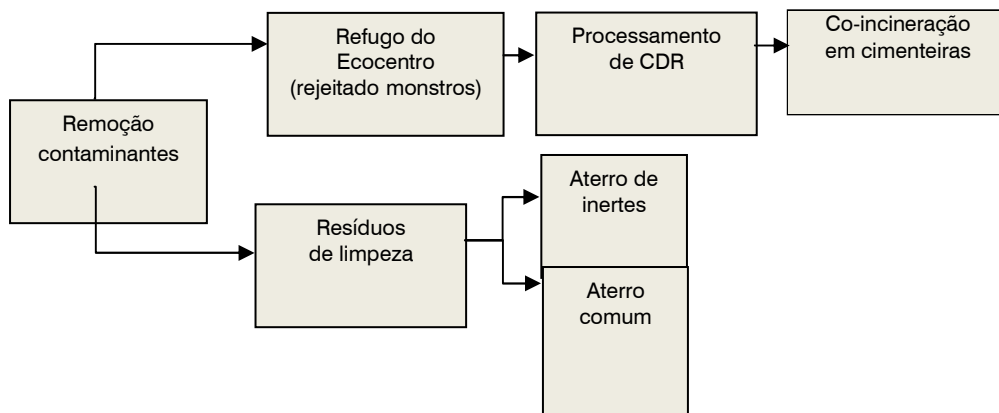 Refugo do
Ecocentro
(rejeitado monstros)
Processamento
de CDR
Co-incineração
em cimenteiras
Remoção
contaminantes
Resíduos
de limpeza
Aterro de
inertes
Aterro
comum